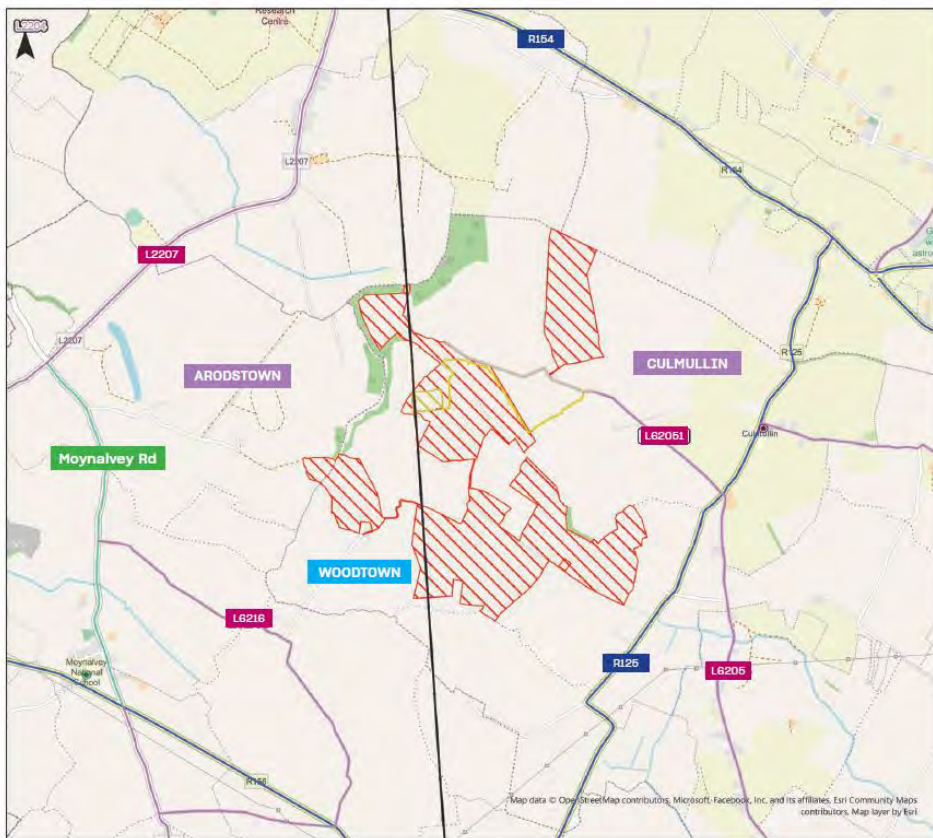 Research
Centre
L2204
R154
L2207
R154
L2207
L2207
ARODSTOWN
CULMULLIN
R125
L62051
Culmullin
Moynalvey Rd
WOODTOWN
L6216
R125
L6205
Moynalvey
National
School
R156
Map data © OpenStreetMap contributors, Microsoft, Facebook, Inc. and its affiliates, Esri Community Maps
contributors, Map layer by Esri